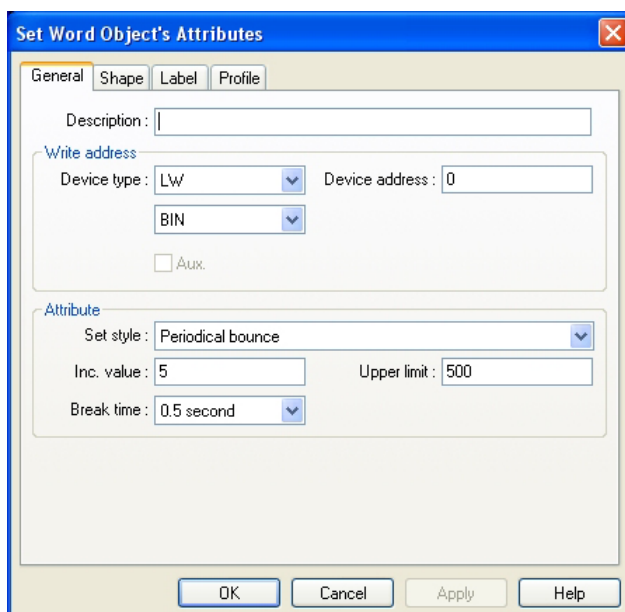 Set Word Object's Attributes
General Shape Label Profile
Description :
Write address
Device type : LW Device address : 0
BIN
Aux.
Attribute
Set style : Periodical bounce
Inc. value : 5 Upper limit : 500
Break time : 0.5 second
OK Cancel Apply Help